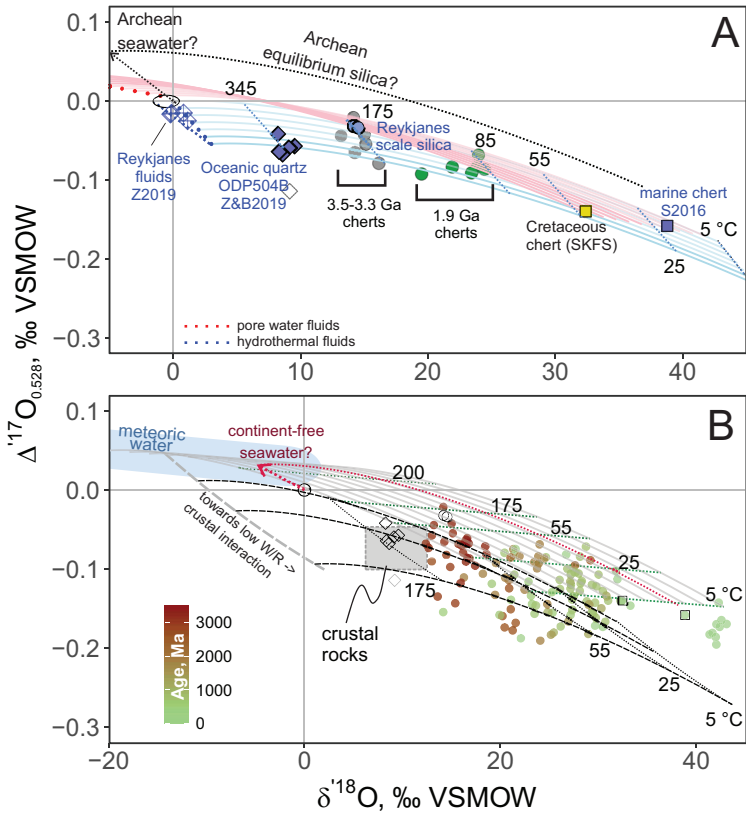 A
Archean
seawater?
Archean
equilibrium silica?
345
175
Reykjanes
scale silica
85
55
Reykjanes
fluids
Z2019
Oceanic quartz
ODP504B
Z&B2019
3.5-3.3 Ga
cherts
1.9 Ga
cherts
Cretaceous
chert (SKFS)
marine chert
S2016
5 °C
25
pore water fluids
hydrothermal fluids
0.1
0.0
−0.1
−0.2
−0.3
0
10
20
30
40
Δ'17O0.528, ‰ VSMOW
B
meteoric
water
continent-free
seawater?
200
175
55
25
5 °C
towards low W/R ->
crustal interaction
175
crustal
rocks
55
25
5 °C
Age, Ma
3000
2000
1000
0
0.1
0.0
−0.1
−0.2
−0.3
−20
0
20
40
δ'18O, ‰ VSMOW